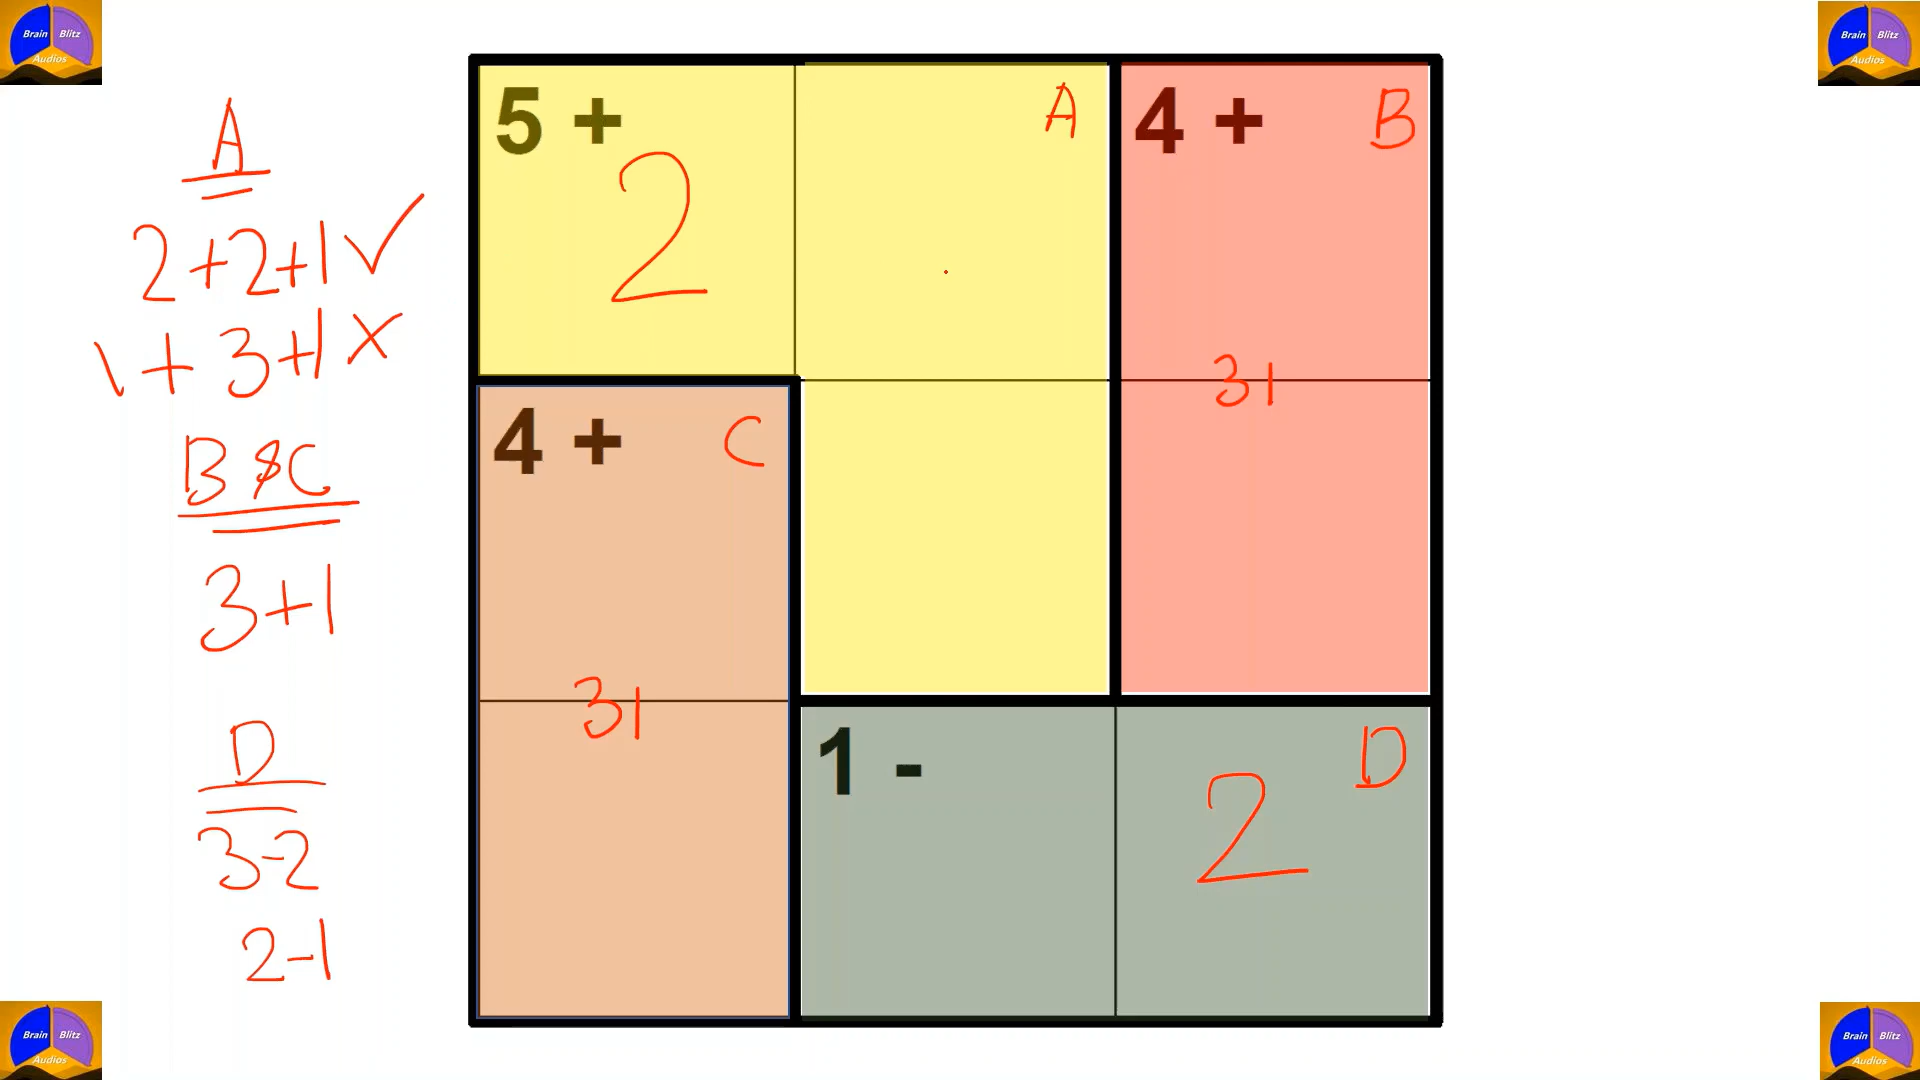 Brain Blitz
Audios
Brain Blitz
Audios
A
2+2+1✓
1+3+1×
B&C
3+1
D
3-2
2-1
5 +
A
4 +
B
2
31
4 +
C
31
1 -
D
2
Brain Blitz
Audios
Brain Blitz
Audios